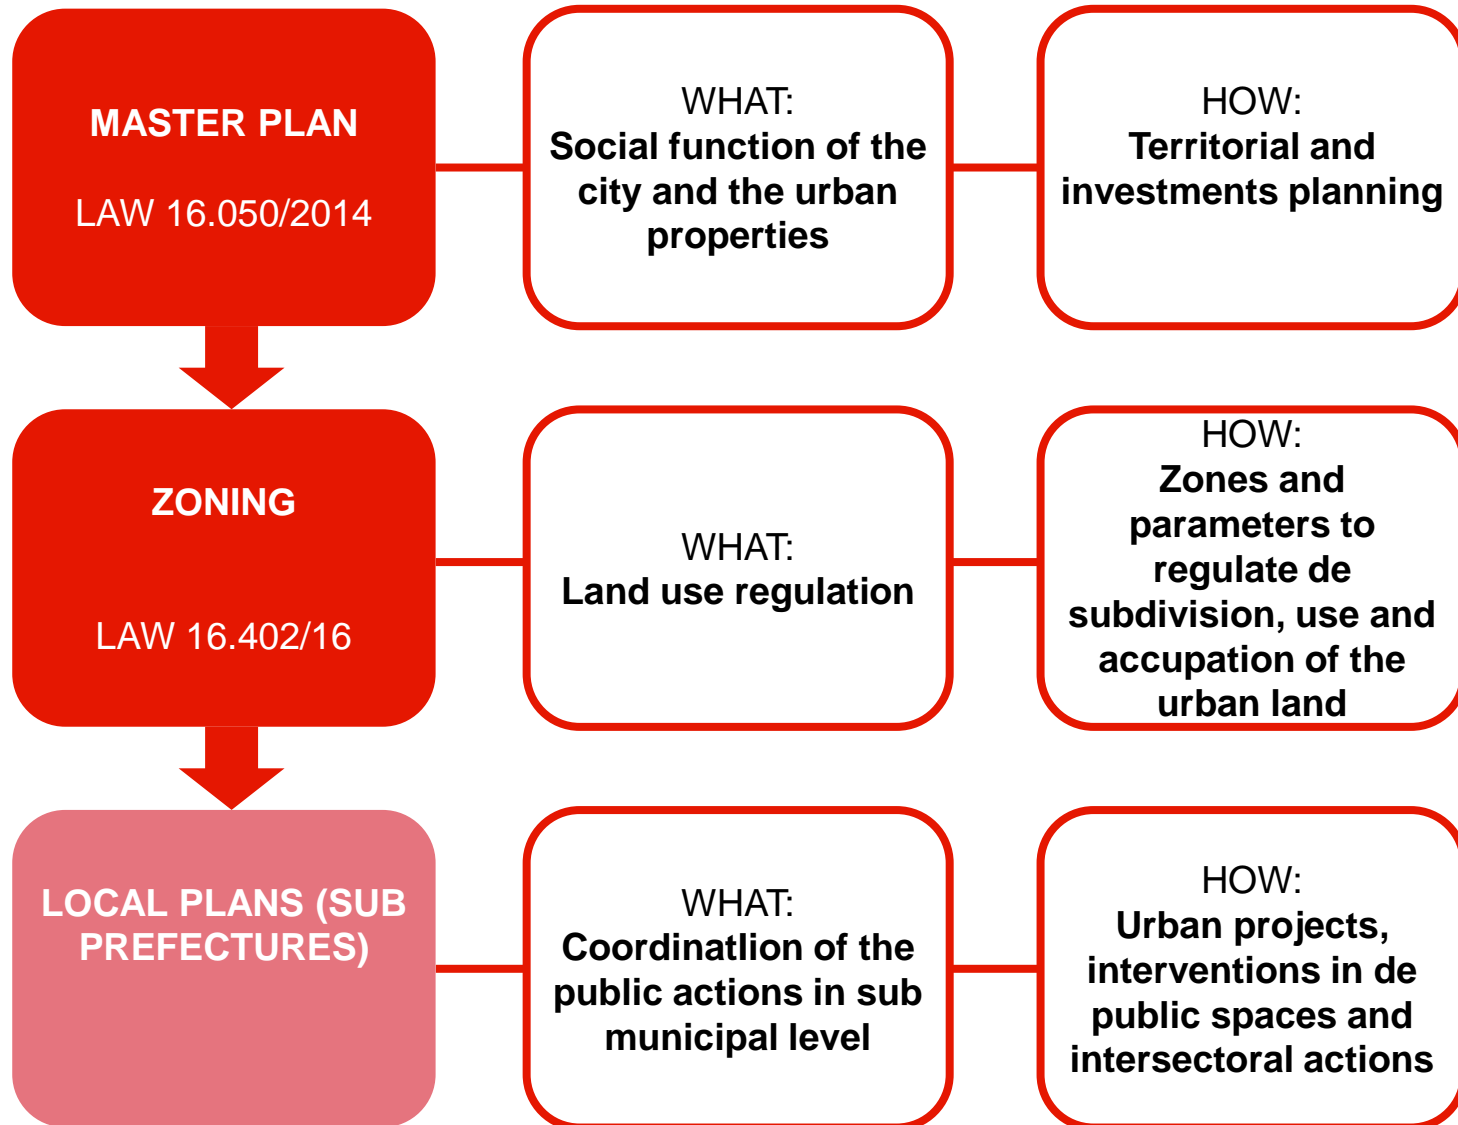 MASTER PLAN
LAW 16.050/2014
WHAT:
Social function of the
city and the urban
properties
HOW:
Territorial and
investments planning
ZONING
LAW 16.402/16
WHAT:
Land use regulation
HOW:
Zones and
parameters to
regulate de
subdivision, use and
accupation of the
urban land
LOCAL PLANS (SUB
PREFECTURES)
WHAT:
Coordinatlion of the
public actions in sub
municipal level
HOW:
Urban projects,
interventions in de
public spaces and
intersectoral actions